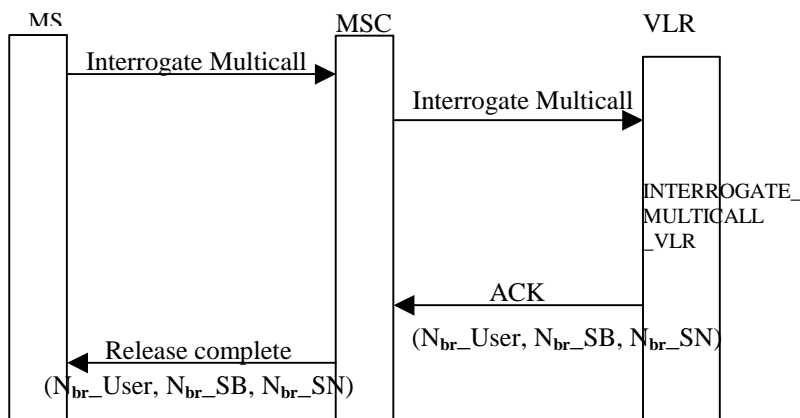 MS MSC VLR
Interrogate Multicall
Interrogate Multicall
INTERROGATE_
MULTICALL
_VLR
ACK
(Nbr_User, Nbr_SB, Nbr_SN)
Release complete
(Nbr_User, Nbr_SB, Nbr_SN)